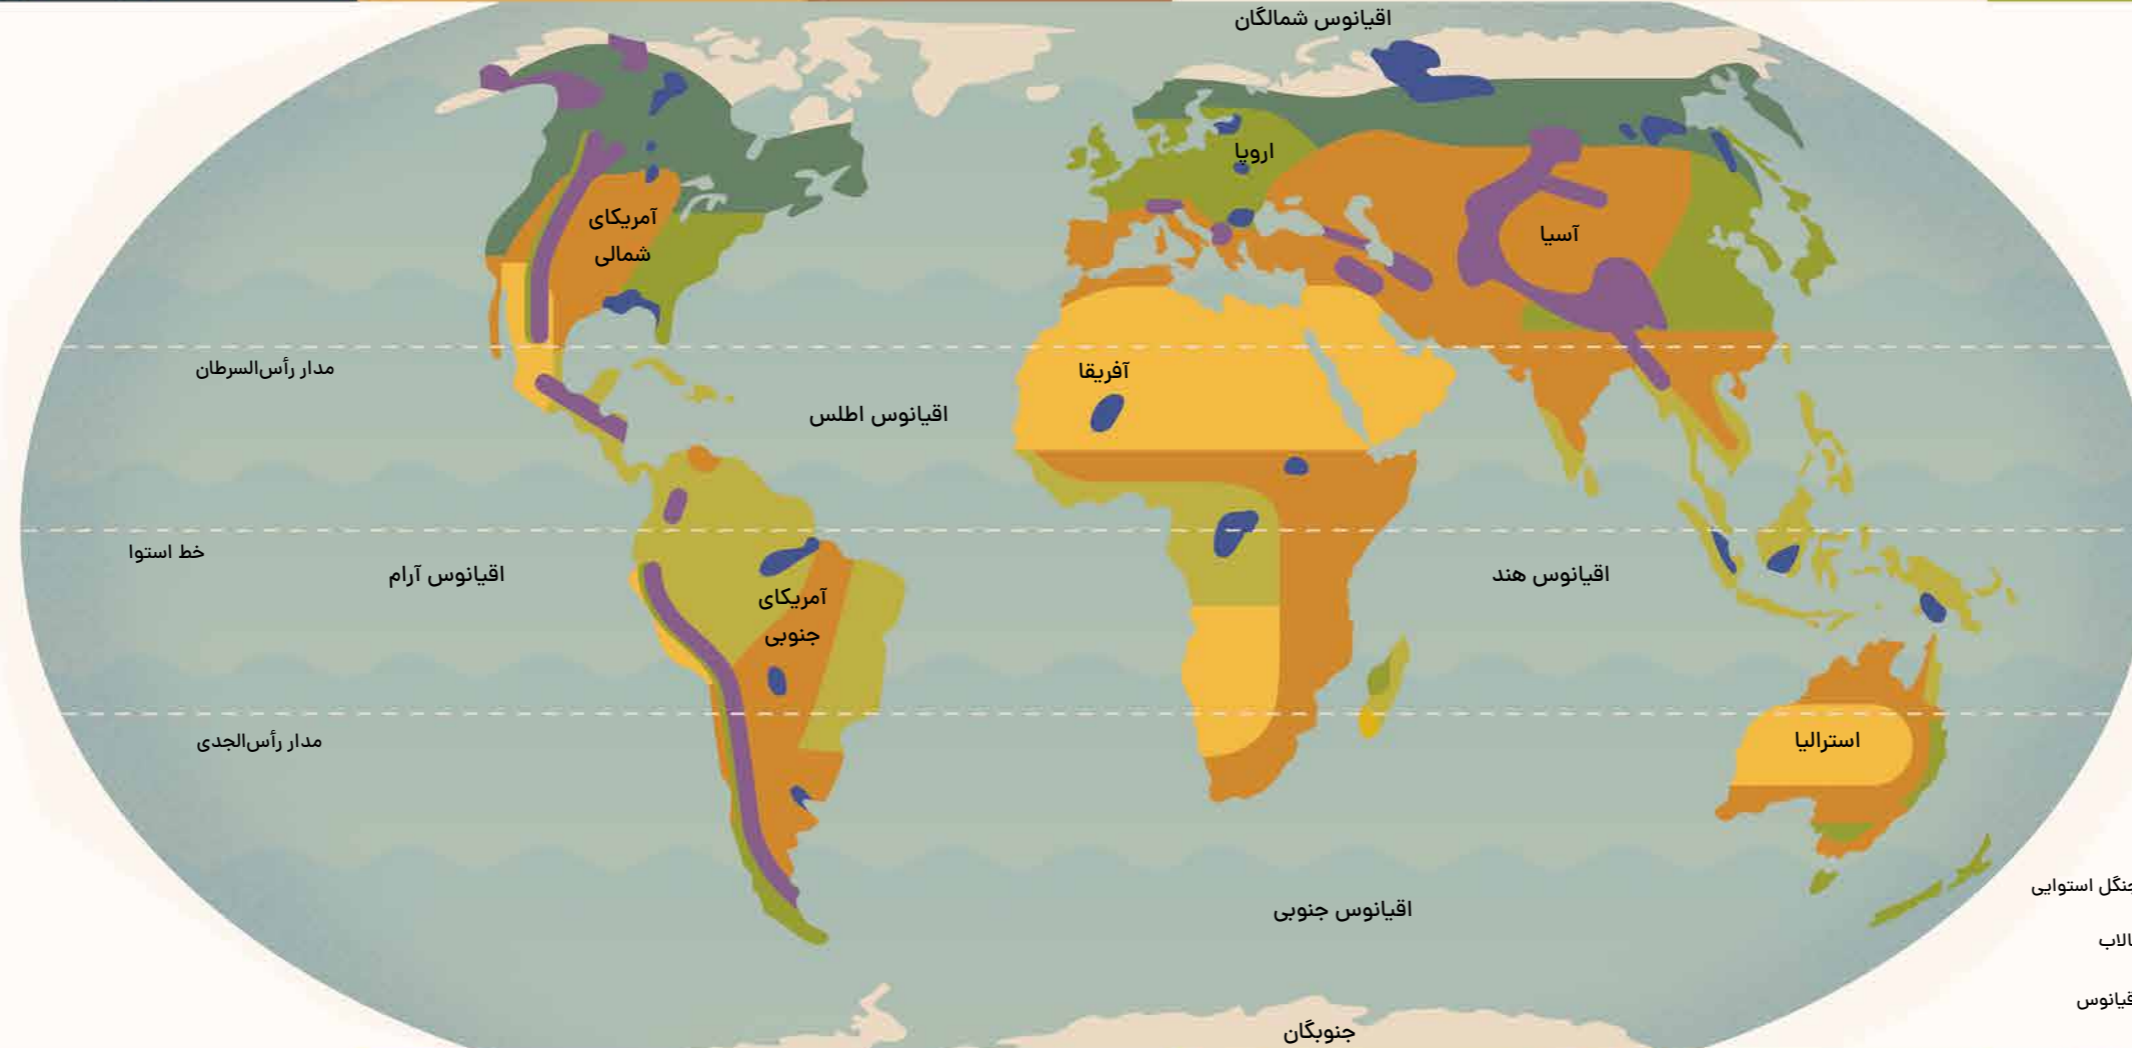 اقیانوس شمالگان
اروپا
آمریکای
شمالی
آسیا
مدار رأس‌السرطان
آفریقا
اقیانوس اطلس
خط استوا
اقیانوس آرام
اقیانوس هند
آمریکای
جنوبی
مدار رأس‌الجدی
استرالیا
استوایی
اقیانوس جنوبی
جنوبگان